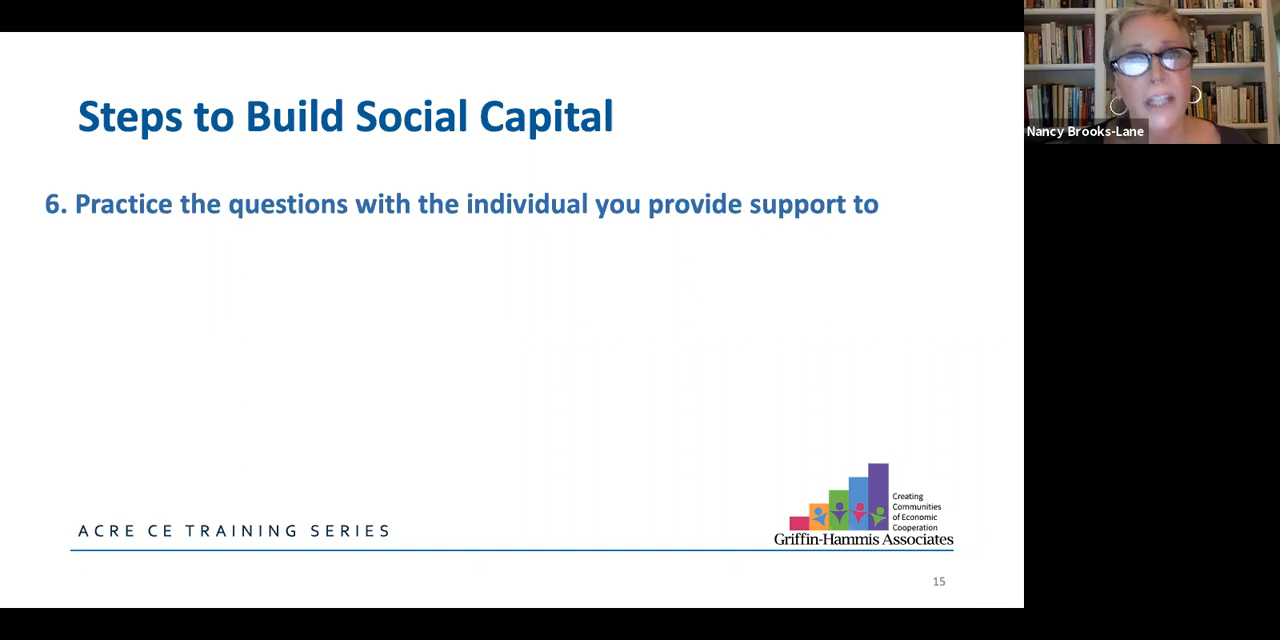 Steps to Build Social Capital
Nancy Brooks-Lane
6. Practice the questions with the individual you provide support to
Creating
Communities
of Economic
Cooperation
Griffin-Hammis Associates
ACRE CE TRAINING SERIES
15